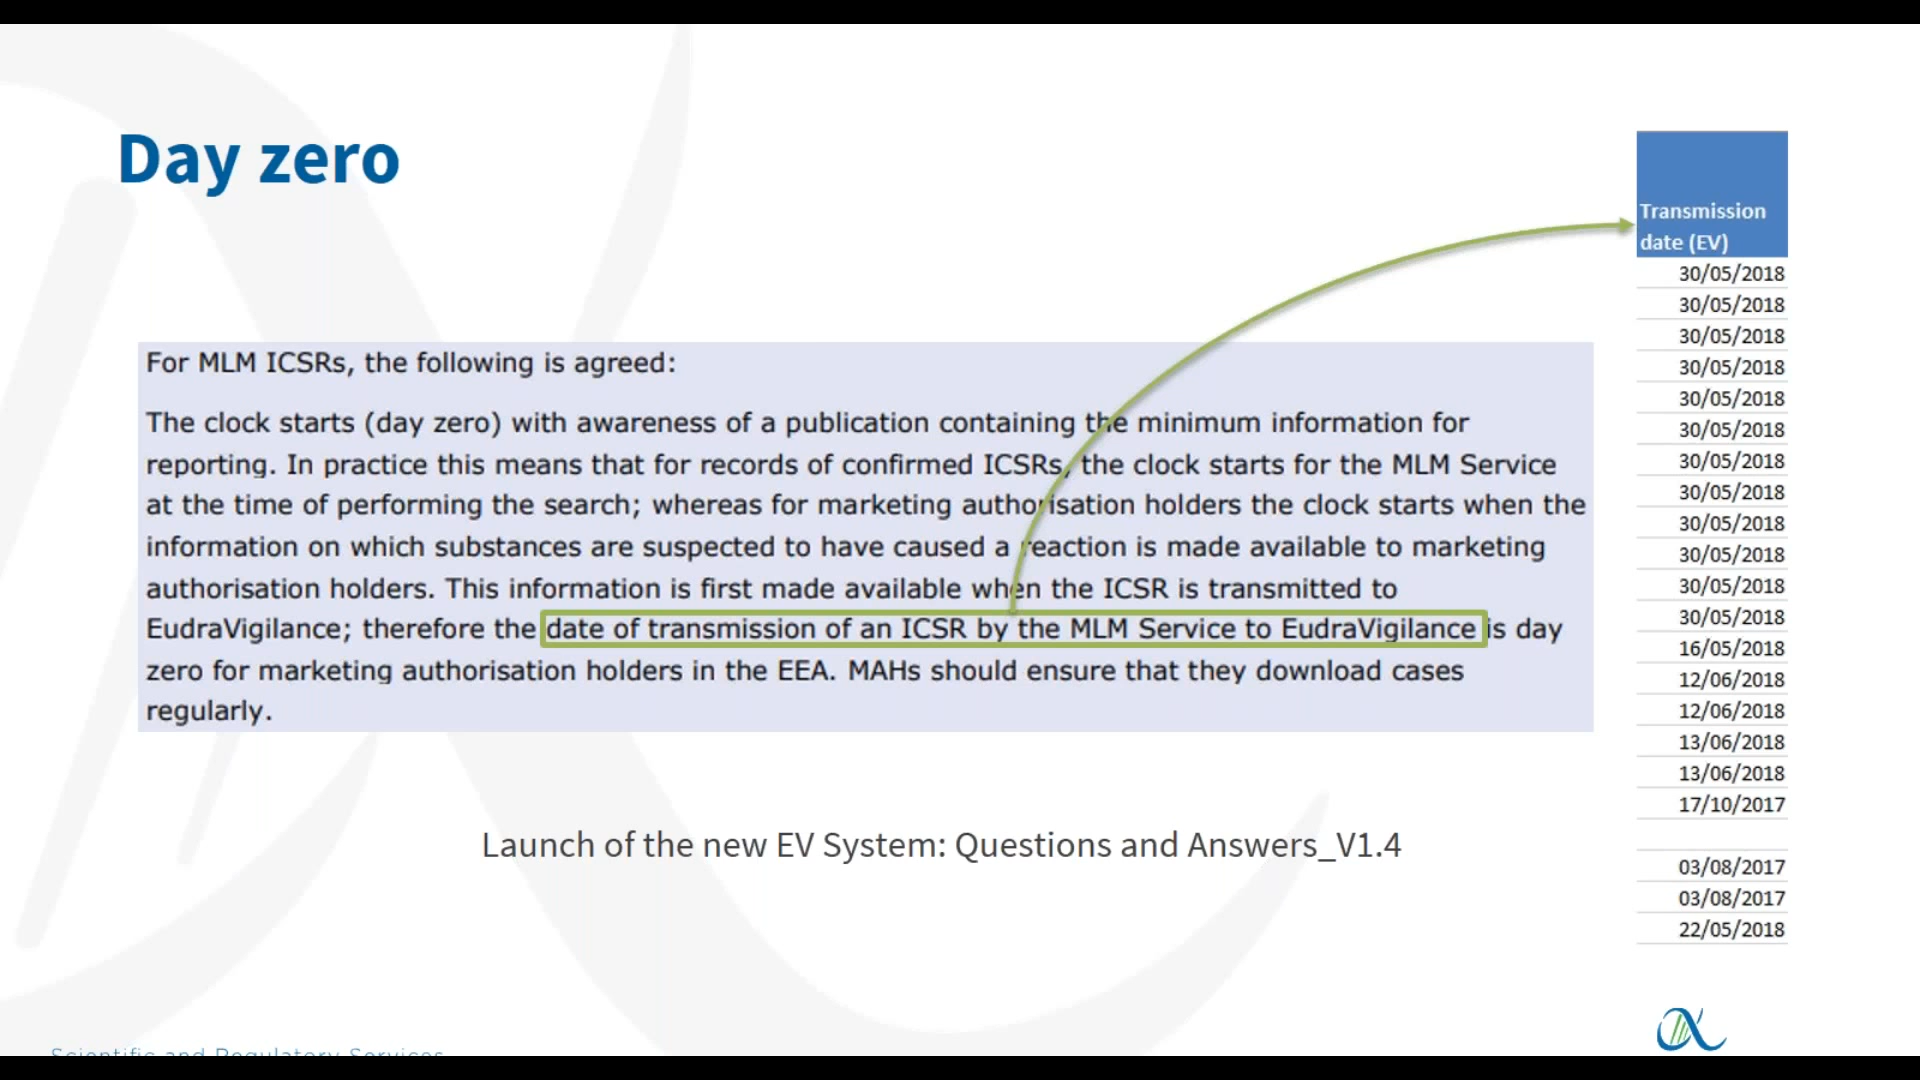 Day zero
For MLM ICSRs, the following is agreed:
The clock starts (day zero) with awareness of a publication containing the minimum information for
reporting. In practice this means that for records of confirmed ICSRs, the clock starts for the MLM Service
at the time of performing the search; whereas for marketing authorisation holders the clock starts when the
information on which substances are suspected to have caused a reaction is made available to marketing
authorisation holders. This information is first made available when the ICSR is transmitted to
EudraVigilance; therefore the date of transmission of an ICSR by the MLM Service to EudraVigilance is day
zero for marketing authorisation holders in the EEA. MAHs should ensure that they download cases
regularly.
Launch of the new EV System: Questions and Answers_V1.4
Transmission
date (EV)
30/05/2018
30/05/2018
30/05/2018
30/05/2018
30/05/2018
30/05/2018
30/05/2018
30/05/2018
30/05/2018
30/05/2018
30/05/2018
30/05/2018
16/05/2018
12/06/2018
12/06/2018
13/06/2018
13/06/2018
17/10/2017
03/08/2017
03/08/2017
22/05/2018
Scientific and Regulatory Services